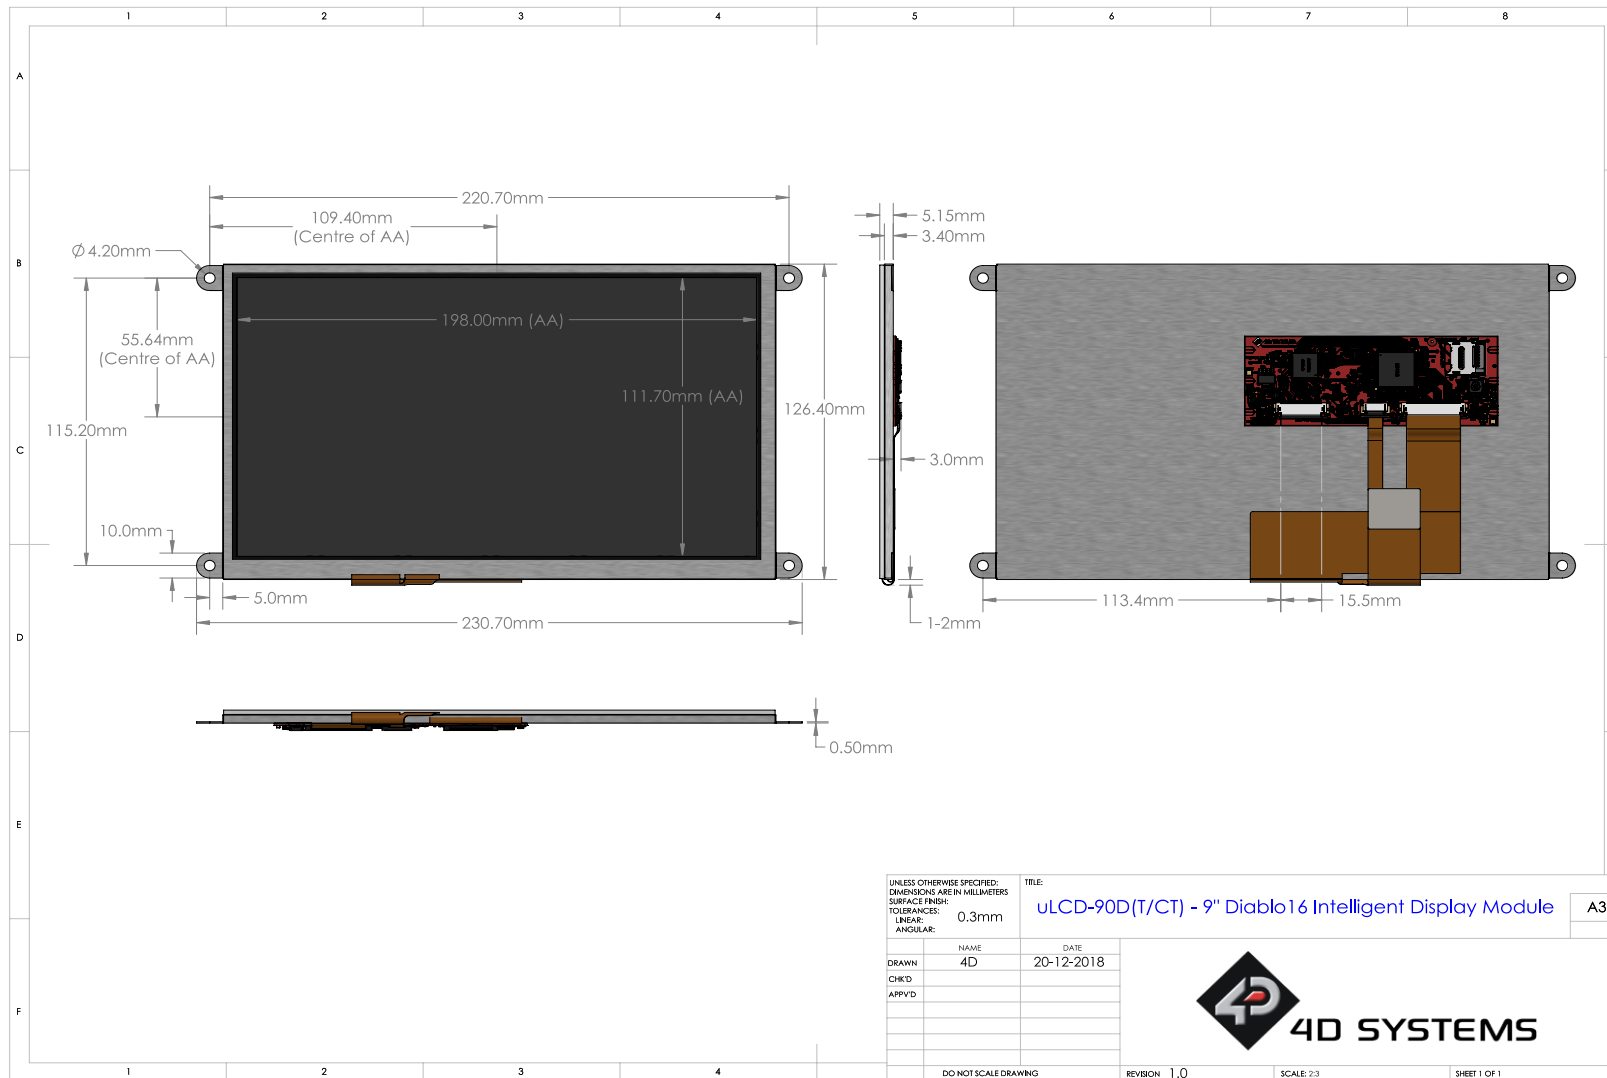 1 2 3 4 5 6 7 8
A
B
C
D
E
F
220.70mm
109.40mm
(Centre of AA)
Ø4.20mm
198.00mm (AA)
55.64mm
(Centre of AA)
111.70mm (AA)
126.40mm
115.20mm
10.0mm
5.0mm
230.70mm
5.15mm
3.40mm
3.0mm
1-2mm
113.4mm
15.5mm
0.50mm
UNLESS OTHERWISE SPECIFIED:
DIMENSIONS ARE IN MILLIMETERS
SURFACE FINISH:
TOLERANCES:
LINEAR: 0.3mm
ANGULAR:
TITLE:
uLCD-90D(T/CT) - 9" Diablo16 Intelligent Display Module
A3
NAME DATE
DRAWN 4D 20-12-2018
CHK'D
APPV'D
4D SYSTEMS
DO NOT SCALE DRAWING
REVISION 1.0
SCALE: 2:3
SHEET 1 OF 1
1 2 3 4